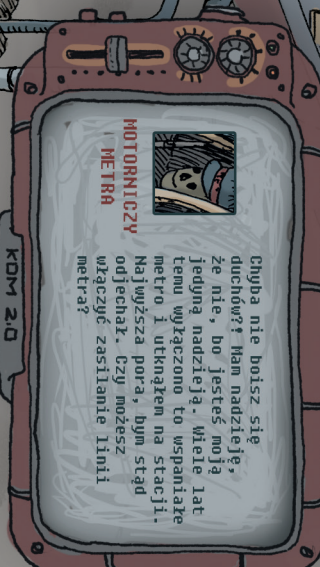 MOTORNICZY
METRA
Chyba nie boisz się
duchów?! Mam nadzieję,
że nie, bo jesteś moją
jedyną nadzieją. Wiele lat
temu wyłączono to wspaniałe
metro i utknąłem na stacji.
Najwyższa pora, bym stąd
odjechał. Czy możesz
włączyć zasilanie linii
metra?
KOM 2.0